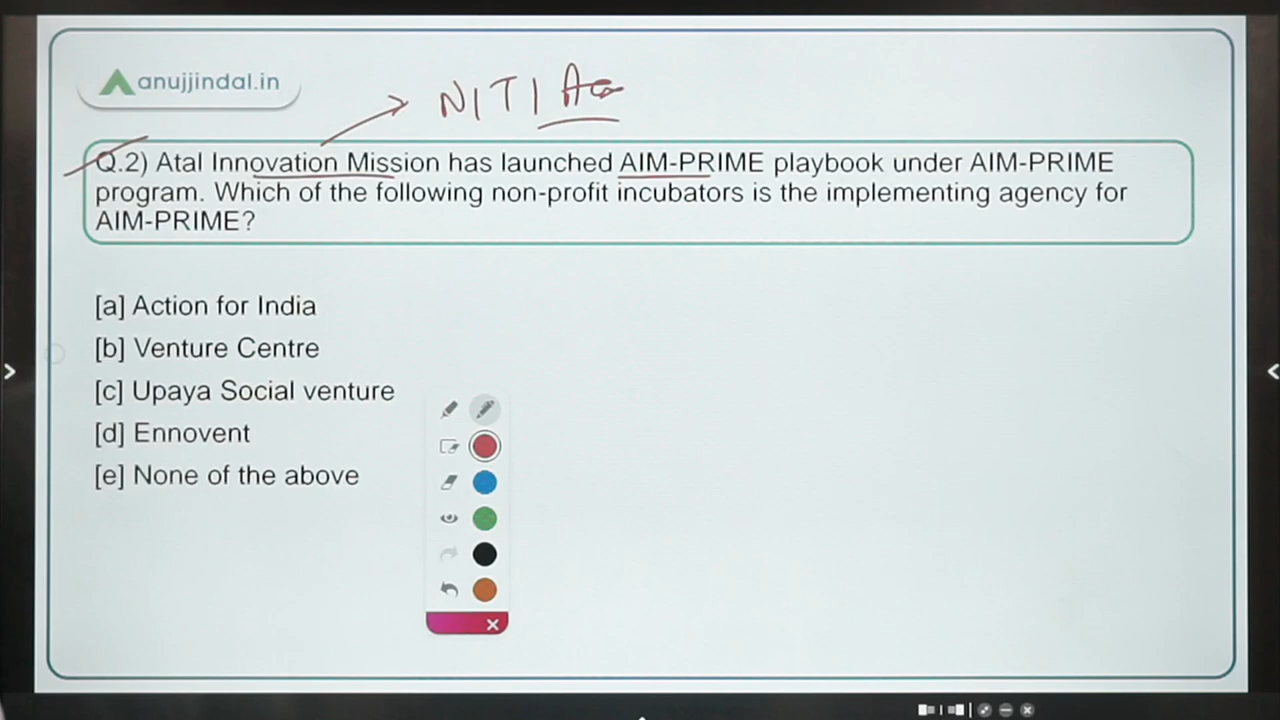 anujjindal.in
NITI
Q.2) Atal Innovation Mission has launched AIM-PRIME playbook under AIM-PRIME
program. Which of the following non-profit incubators is the implementing agency for
AIM-PRIME?
[a] Action for India
[b] Venture Centre
[c] Upaya Social venture
[d] Ennovent
[e] None of the above